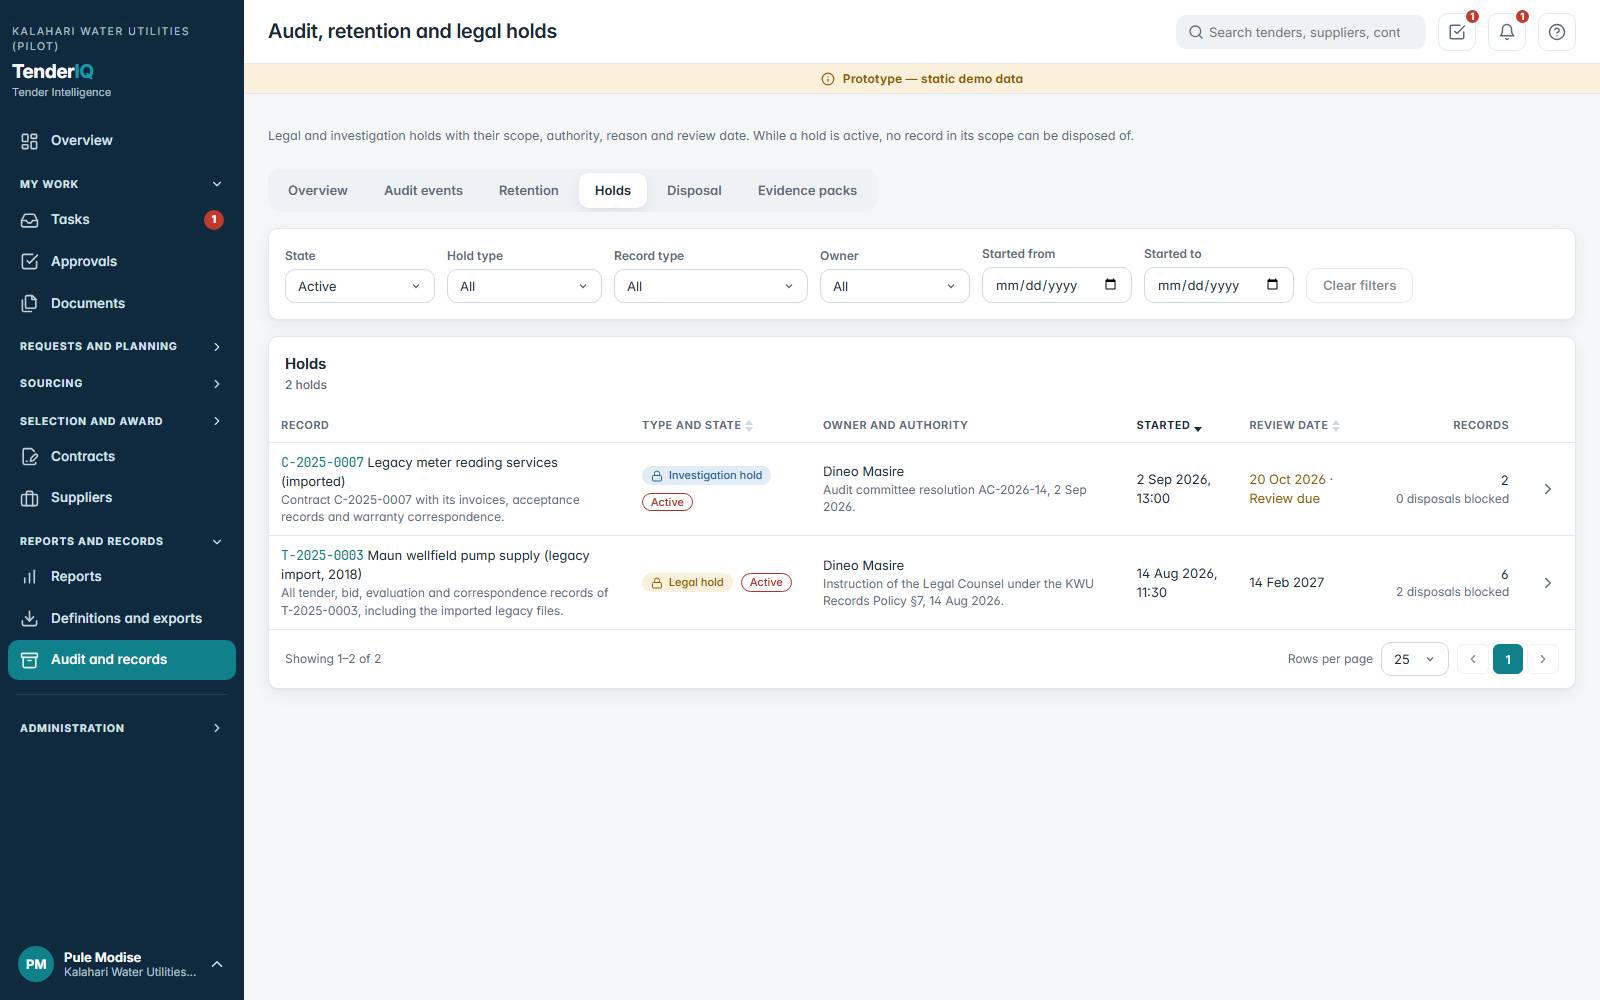 KALAHARI WATER UTILITIES
(PILOT)
TenderIQ
Tender Intelligence
Overview
MY WORK
Tasks
1
Approvals
Documents
REQUESTS AND PLANNING
SOURCING
SELECTION AND AWARD
Contracts
Suppliers
REPORTS AND RECORDS
Reports
Definitions and exports
Audit and records
ADMINISTRATION
PM
Pule Modise
Kalahari Water Utilities...
Audit, retention and legal holds
Search tenders, suppliers, cont
1
1
Prototype — static demo data
Legal and investigation holds with their scope, authority, reason and review date. While a hold is active, no record in its scope can be disposed of.
Overview
Audit events
Retention
Holds
Disposal
Evidence packs
State
Hold type
Record type
Owner
Started from
Started to
Active
All
All
All
mm/dd/yyyy
mm/dd/yyyy
Clear filters
Holds
2 holds
RECORD
TYPE AND STATE
OWNER AND AUTHORITY
STARTED
REVIEW DATE
RECORDS
C-2025-0007 Legacy meter reading services
(imported)
Contract C-2025-0007 with its invoices, acceptance
records and warranty correspondence.
Investigation hold
Active
Dineo Masire
Audit committee resolution AC-2026-14, 2 Sep
2026.
2 Sep 2026,
13:00
20 Oct 2026 ·
Review due
2
0 disposals blocked
T-2025-0003 Maun wellfield pump supply (legacy
import, 2018)
All tender, bid, evaluation and correspondence records of
T-2025-0003, including the imported legacy files.
Legal hold
Active
Dineo Masire
Instruction of the Legal Counsel under the KWU
Records Policy §7, 14 Aug 2026.
14 Aug 2026,
11:30
14 Feb 2027
6
2 disposals blocked
Showing 1–2 of 2
Rows per page
25
1